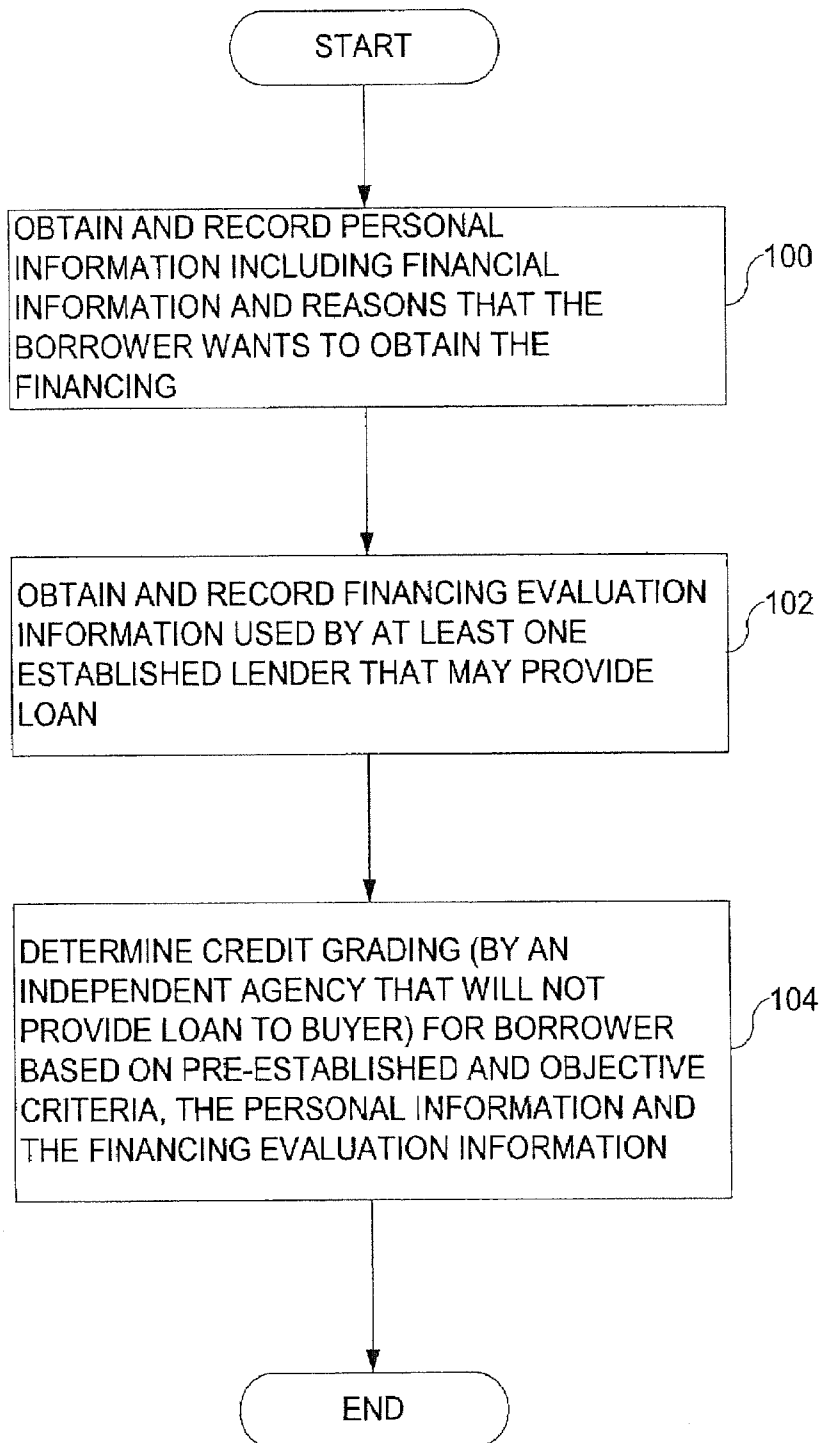 START
OBTAIN AND RECORD PERSONAL
INFORMATION INCLUDING FINANCIAL
INFORMATION AND REASONS THAT THE
BORROWER WANTS TO OBTAIN THE
FINANCING
100
OBTAIN AND RECORD FINANCING EVALUATION
INFORMATION USED BY AT LEAST ONE
ESTABLISHED LENDER THAT MAY PROVIDE
LOAN
102
DETERMINE CREDIT GRADING (BY AN
INDEPENDENT AGENCY THAT WILL NOT
PROVIDE LOAN TO BUYER) FOR BORROWER
BASED ON PRE-ESTABLISHED AND OBJECTIVE
CRITERIA, THE PERSONAL INFORMATION AND
THE FINANCING EVALUATION INFORMATION
104
END